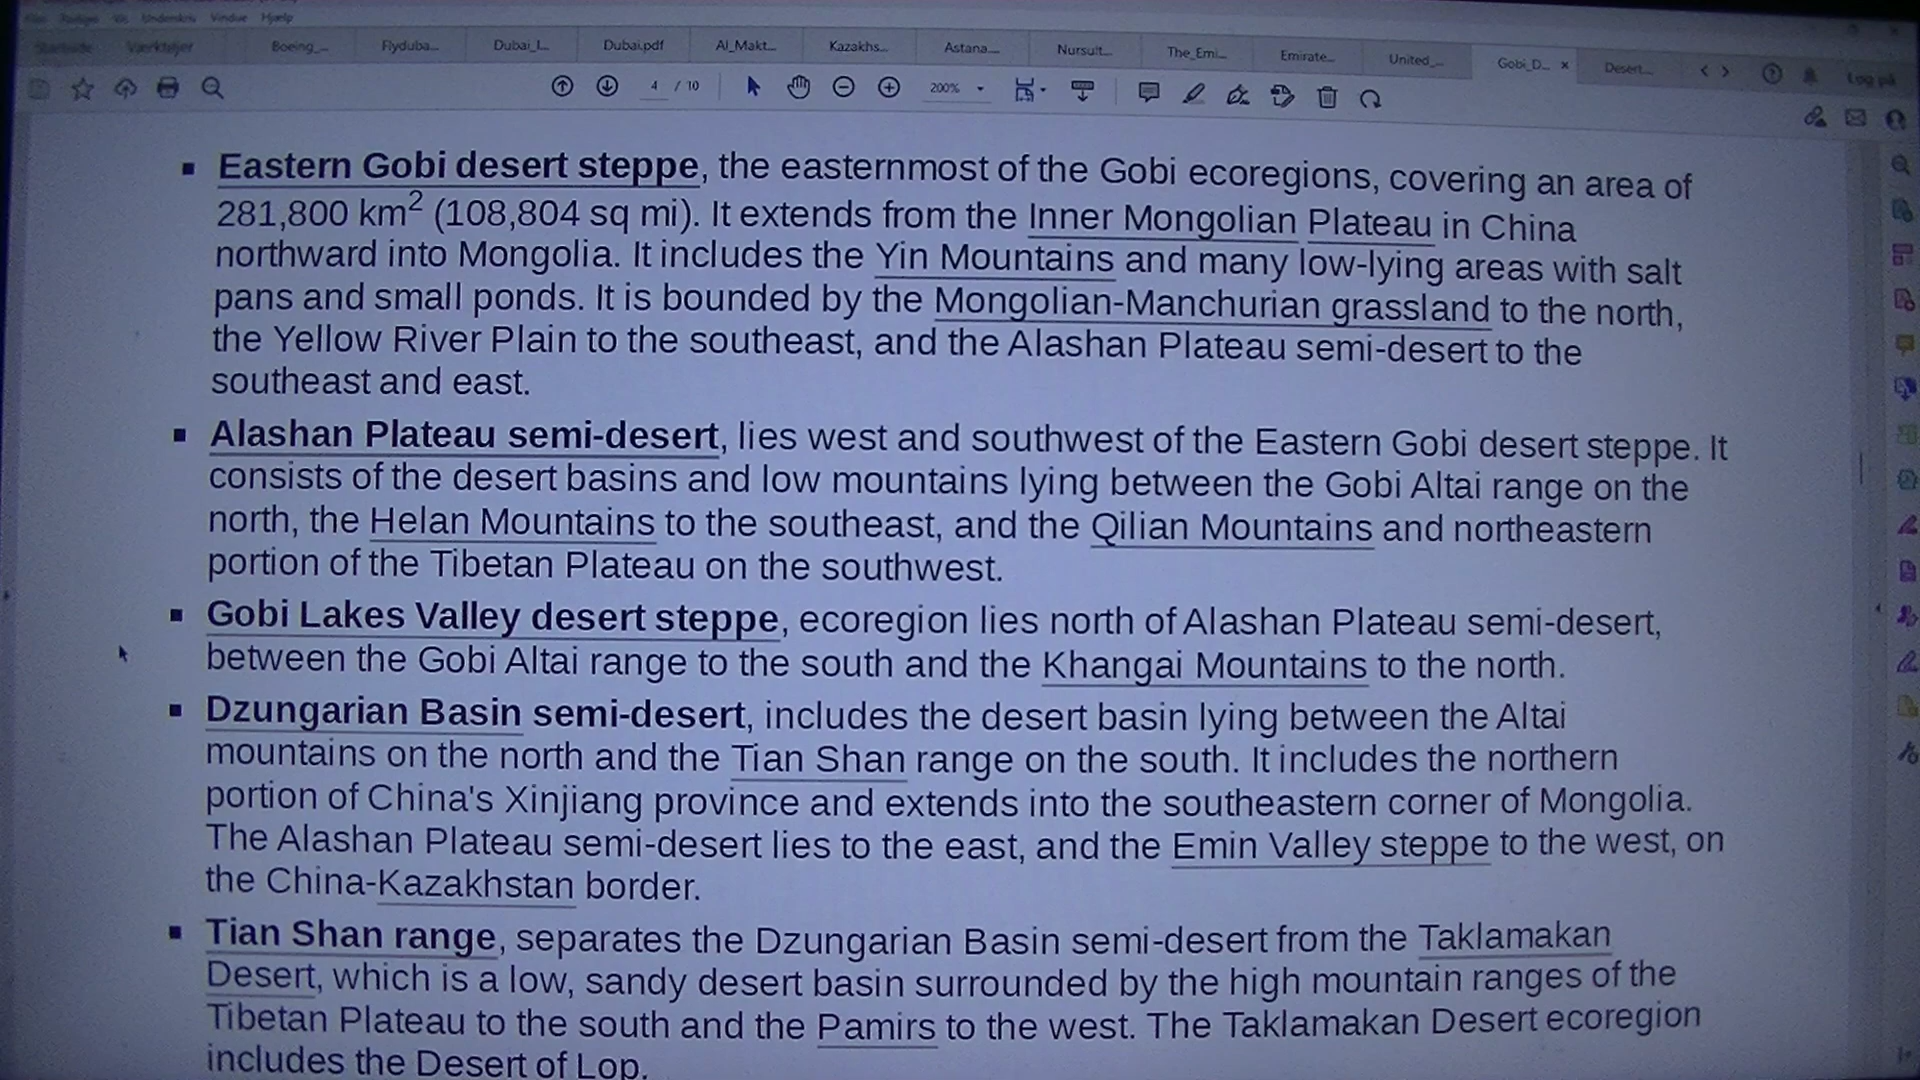 Vindue Hjælp
Værktøjer Boeing_... Flyduba... Dubai_I... Dubai.pdf Al_Makt... Kazakhs... Astana.... Nursult... The_Emi... Emirate... United_... Gobi_D... × Desert... Log på
4 / 10 200%
Eastern Gobi desert steppe, the easternmost of the Gobi ecoregions, covering an area of
281,800 km2 (108,804 sq mi). It extends from the Inner Mongolian Plateau in China
northward into Mongolia. It includes the Yin Mountains and many low-lying areas with salt
pans and small ponds. It is bounded by the Mongolian-Manchurian grassland to the north,
the Yellow River Plain to the southeast, and the Alashan Plateau semi-desert to the
southeast and east.
Alashan Plateau semi-desert, lies west and southwest of the Eastern Gobi desert steppe. It
consists of the desert basins and low mountains lying between the Gobi Altai range on the
north, the Helan Mountains to the southeast, and the Qilian Mountains and northeastern
portion of the Tibetan Plateau on the southwest.
Gobi Lakes Valley desert steppe, ecoregion lies north of Alashan Plateau semi-desert,
between the Gobi Altai range to the south and the Khangai Mountains to the north.
Dzungarian Basin semi-desert, includes the desert basin lying between the Altai
mountains on the north and the Tian Shan range on the south. It includes the northern
portion of China's Xinjiang province and extends into the southeastern corner of Mongolia.
The Alashan Plateau semi-desert lies to the east, and the Emin Valley steppe to the west, on
the China-Kazakhstan border.
Tian Shan range, separates the Dzungarian Basin semi-desert from the Taklamakan
Desert, which is a low, sandy desert basin surrounded by the high mountain ranges of the
Tibetan Plateau to the south and the Pamirs to the west. The Taklamakan Desert ecoregion
includes the Desert of Lop.